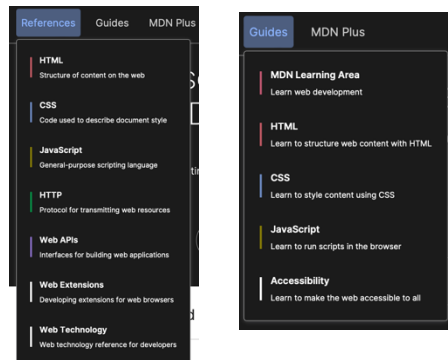 References Guides MDN Plus
HTML
Structure of content on the web
CSS
Code used to describe document style
JavaScript
General-purpose scripting language
HTTP
Protocol for transmitting web resources
Web APIs
Interfaces for building web applications
Web Extensions
Developing extensions for web browsers
Web Technology
Web technology reference for developers
Guides MDN Plus
MDN Learning Area
Learn web development
HTML
Learn to structure web content with HTML
CSS
Learn to style content using CSS
JavaScript
Learn to run scripts in the browser
Accessibility
Learn to make the web accessible to all